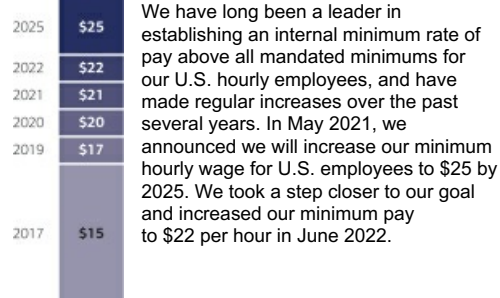 2025 $25
2022 $22
2021 $21
2020 $20
2019 $17
2017 $15
We have long been a leader in
establishing an internal minimum rate of
pay above all mandated minimums for
our U.S. hourly employees, and have
made regular increases over the past
several years. In May 2021, we
announced we will increase our minimum
hourly wage for U.S. employees to $25 by
2025. We took a step closer to our goal
and increased our minimum pay
to $22 per hour in June 2022.